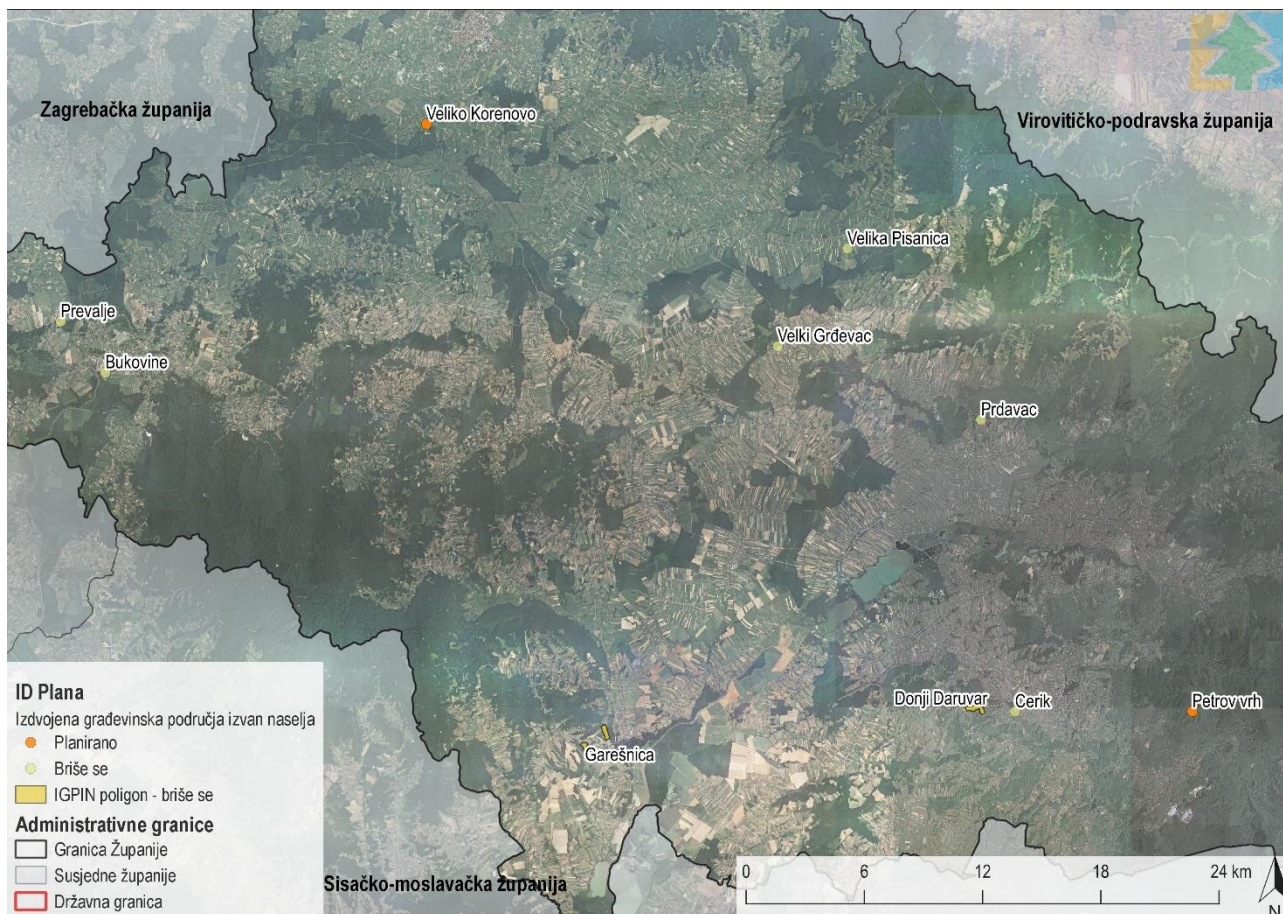 Zagrebačka županija
Veliko Korenovo
Virovitičko-podravska županija
Velika Pisanica
Prevalje
Velki Grđevac
Bukovine
Prdavac
Donji Daruvar
Cerik
Petrov vrh
Garešnica
ID Plana
Izdvojena građevinska područja izvan naselja
Planirano
Briše se
IGPIN poligon - briše se
Administrativne granice
Granica Županije
Susjedne županije
Državna granica
Sisačko-moslavačka županija
0 6 12 18 24 km
N